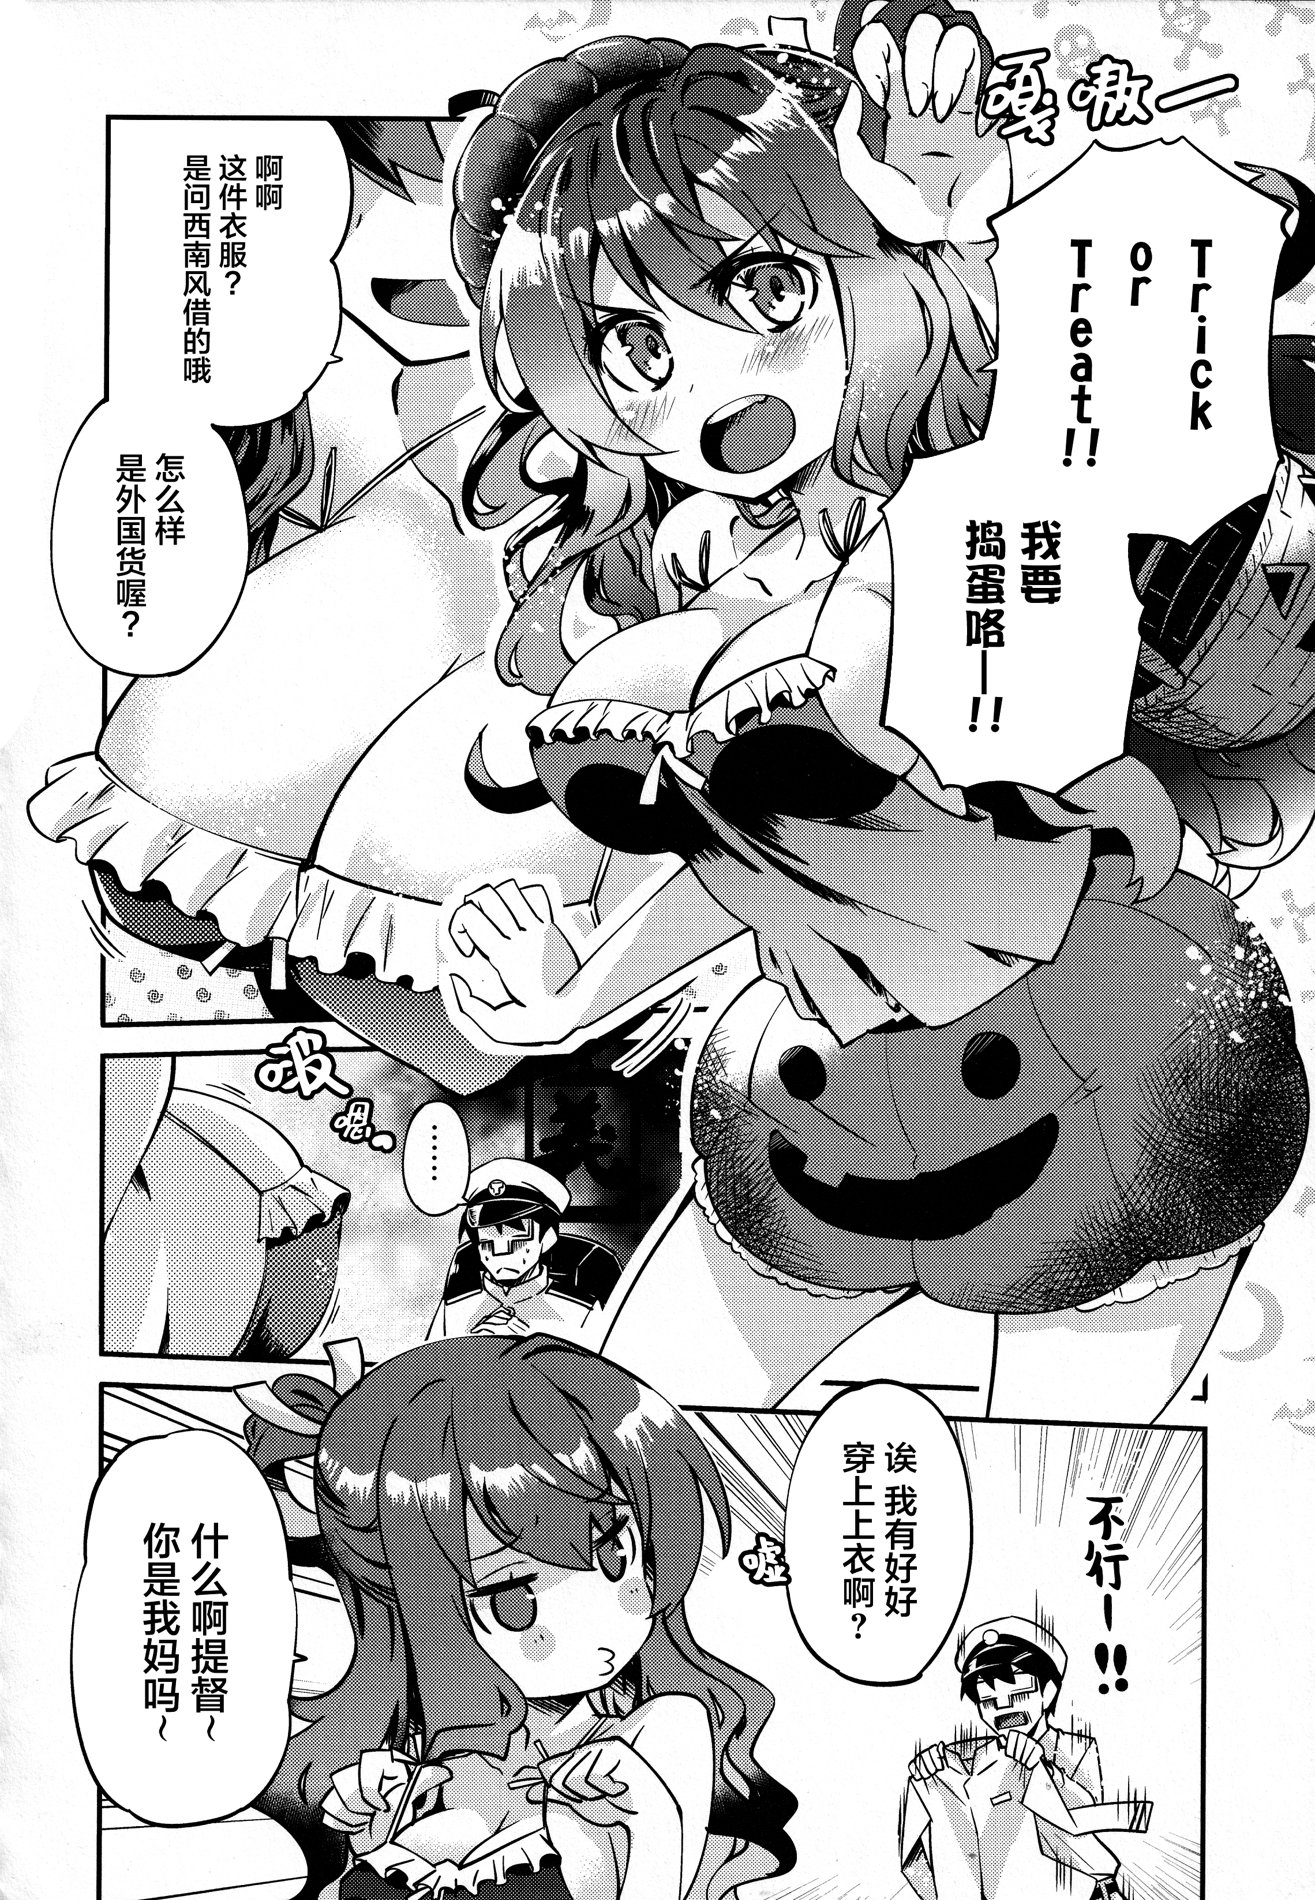 嘎嗷一
Trick
or
Treat!!
我要
捣蛋咯—!!
啊啊
这件衣服？
是问西南风借的哦
怎么样
是外国货喔？
啵
嗯
……
不行—!!
诶 我有好好
穿上上衣啊？
嘘
什么啊提督~
你是我妈吗~